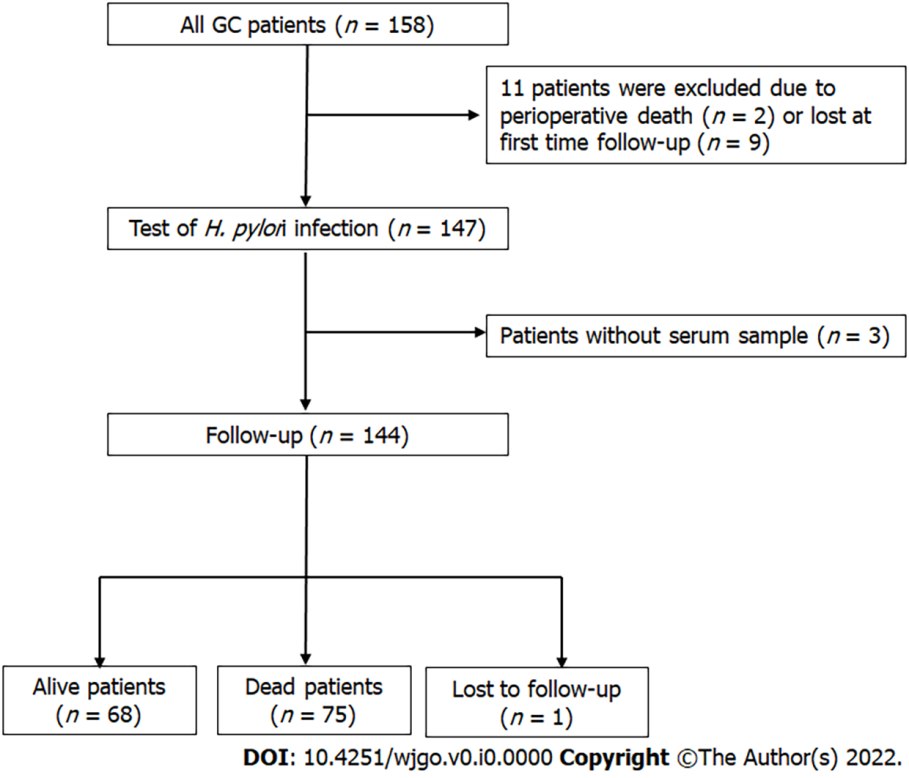 All GC patients (n = 158)
11 patients were excluded due to
perioperative death (n = 2) or lost at
first time follow-up (n = 9)
Test of H. pylori infection (n = 147)
Patients without serum sample (n = 3)
Follow-up (n = 144)
Alive patients
(n = 68)
Dead patients
(n = 75)
Lost to follow-up
(n = 1)
DOI: 10.4251/wjgo.v0.i0.0000 Copyright ©The Author(s) 2022.